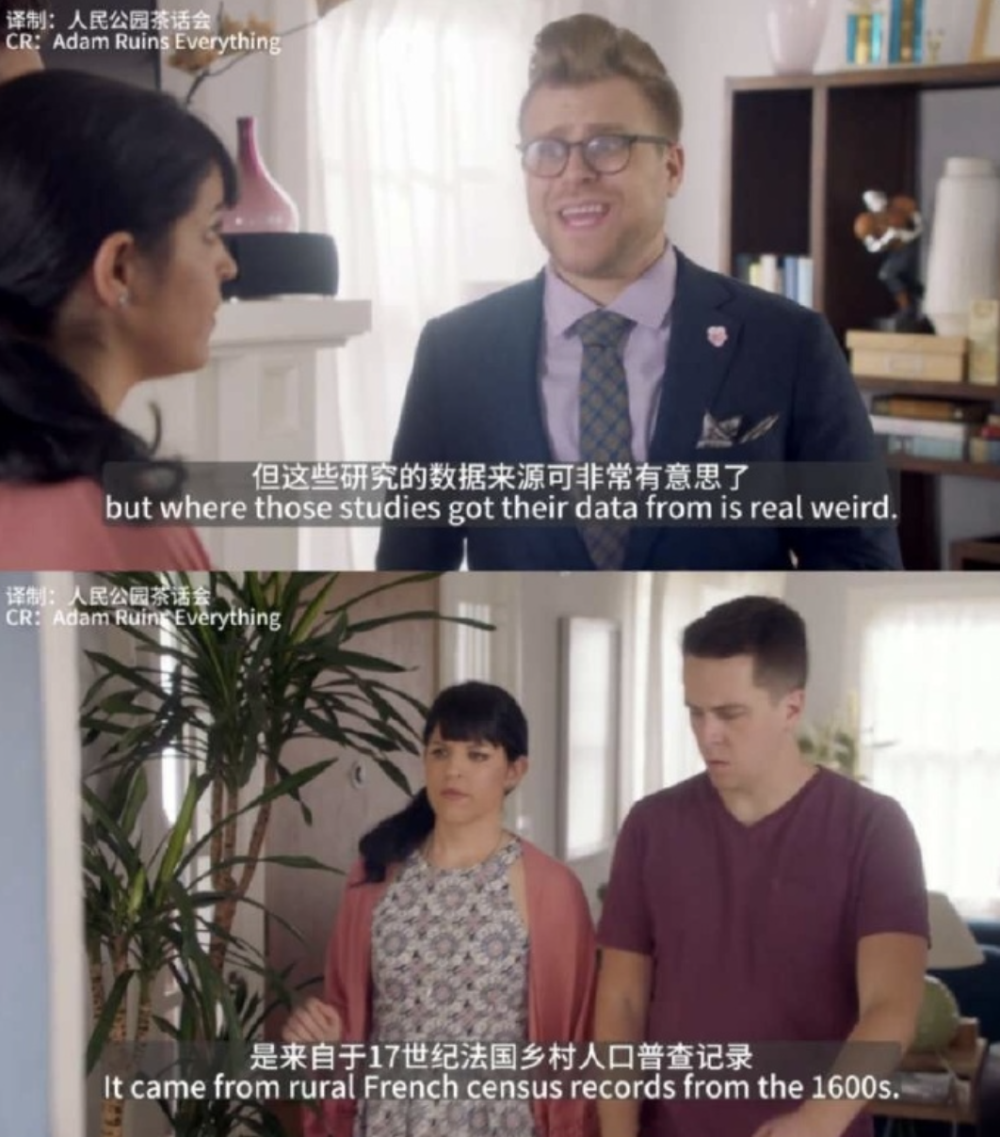 译制：人民公园茶话会
CR：Adam Ruins Everything
但这些研究的数据来源可非常有意思了
but where those studies got their data from is real weird.
译制：人民公园茶话会
CR：Adam Ruins Everything
是来自于17世纪法国乡村人口普查记录
It came from rural French census records from the 1600s.